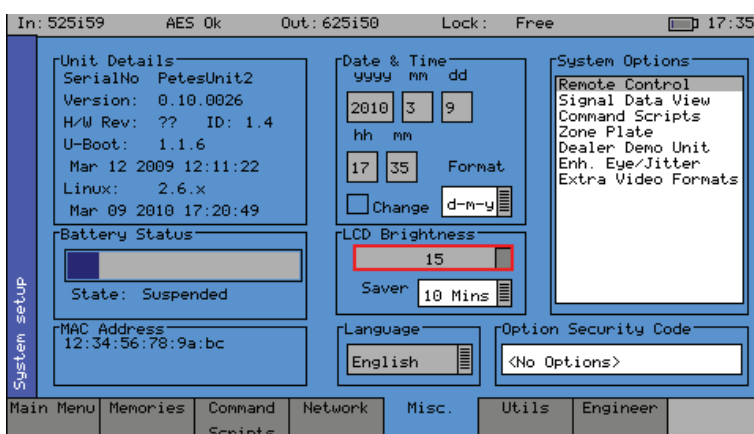 In:525i59 AES Ok Out:625i50 Lock: Free 17:35
Unit Details
SerialNo PetesUnit2
Version: 0.10.0026
H/W Rev: ?? ID: 1.4
U-Boot: 1.1.6
Mar 12 2009 12:11:22
Linux: 2.6.x
Mar 09 2010 17:20:49
Battery Status
State: Suspended
MAC Address
12:34:56:78:9a:bc
Date & Time
yyyy mm dd
2010 3 9
hh mm
17 35 Format
Change d-m-y
LCD Brightness
15
Saver 10 Mins
Language
English
System Options
Remote Control
Signal Data View
Command Scripts
Zone Plate
Dealer Demo Unit
Enh. Eye/Jitter
Extra Video Formats
Option Security Code
<No Options>
System setup
Main Menu Memories Command Scripts Network Misc. Utils Engineer